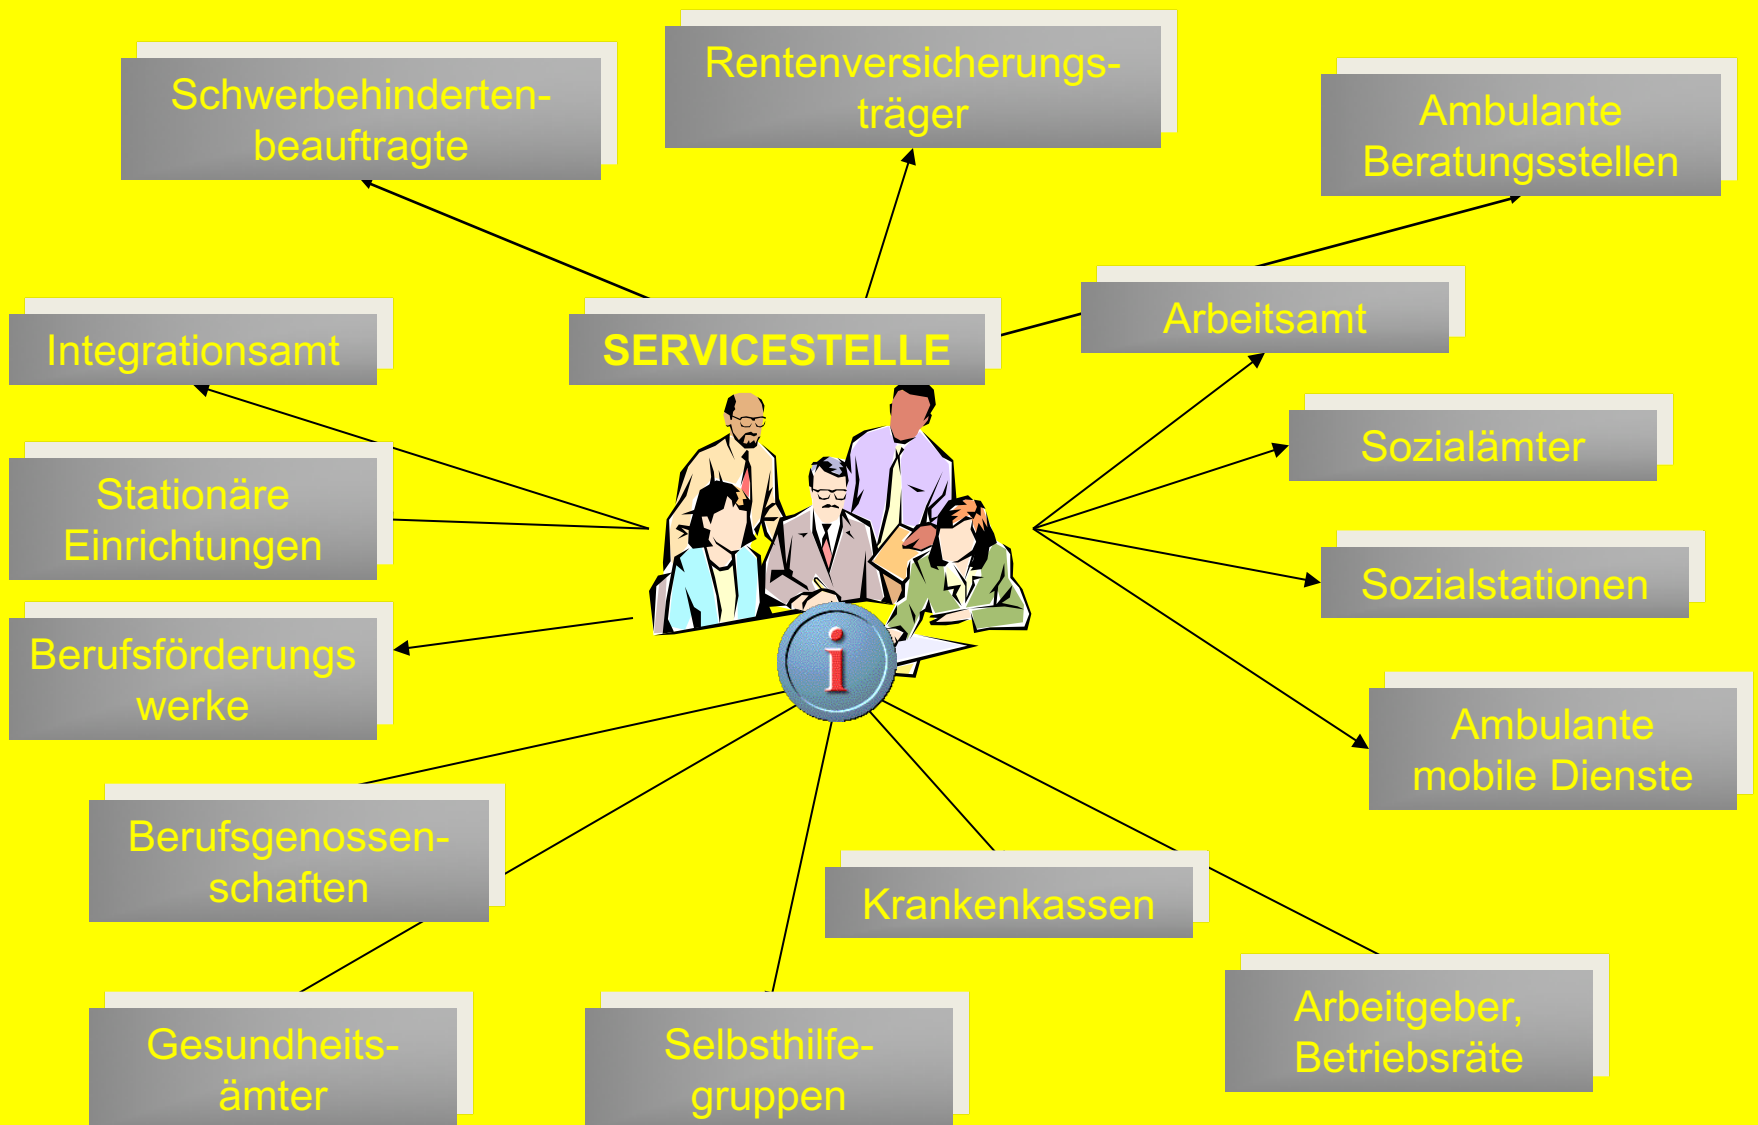 Rentenversicherungs-
träger
Schwerbehinderten-
beauftragte
Ambulante
Beratungsstellen
Arbeitsamt
Integrationsamt
SERVICESTELLE
Sozialämter
Stationäre
Einrichtungen
Sozialstationen
Berufsförderungs
werke
i
Ambulante
mobile Dienste
Berufsgenossen-
schaften
Krankenkassen
Arbeitgeber,
Betriebsräte
Gesundheits-
ämter
Selbsthilfe-
gruppen